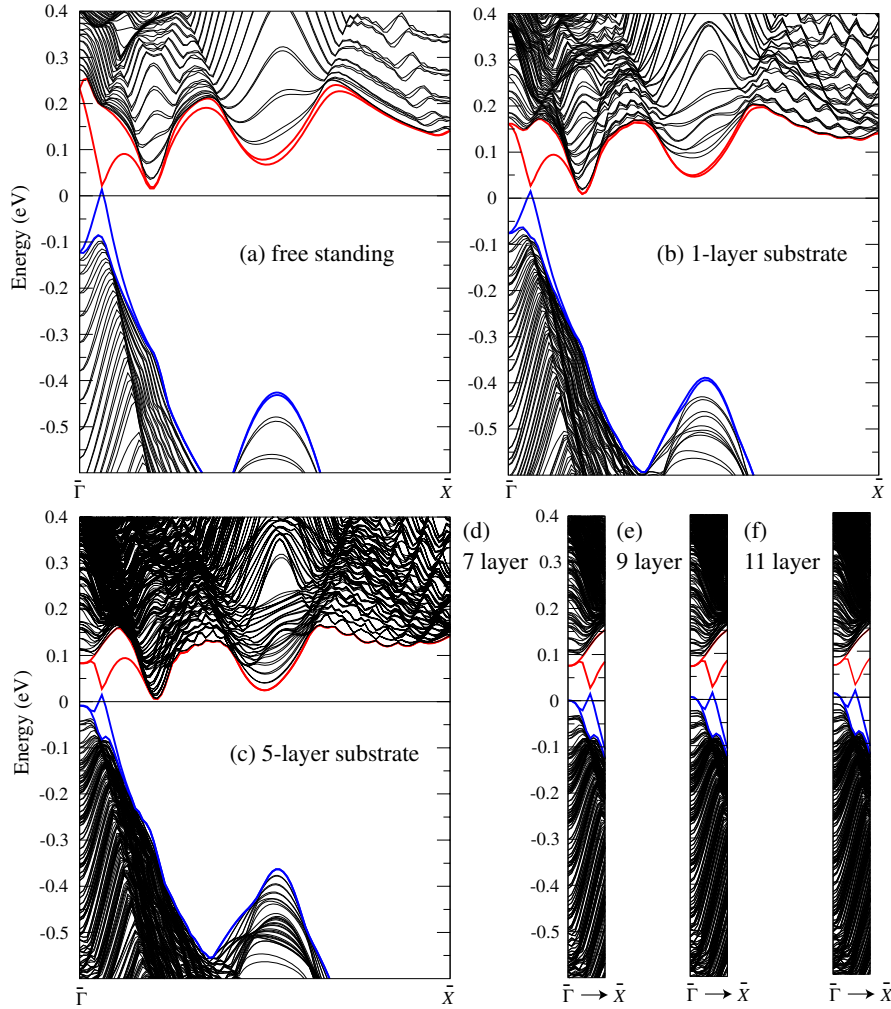 0.4
0.3
0.2
0.1
0
-0.1
-0.2
-0.3
-0.4
-0.5
Energy (eV)
(a) free standing
Γ̄
X̄
0.4
0.3
0.2
0.1
0
-0.1
-0.2
-0.3
-0.4
-0.5
(b) 1-layer substrate
Γ̄
X̄
0.4
0.3
0.2
0.1
0
-0.1
-0.2
-0.3
-0.4
-0.5
Energy (eV)
(c) 5-layer substrate
Γ̄
X̄
(d)
7 layer
0.4
0.3
0.2
0.1
0
-0.1
-0.2
-0.3
-0.4
-0.5
Γ̄ → X̄
(e)
9 layer
Γ̄ → X̄
(f)
11 layer
Γ̄ → X̄